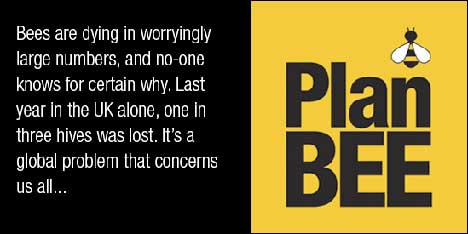 Bees are dying in worryingly
large numbers, and no-one
knows for certain why. Last
year in the UK alone, one in
three hives was lost. It's a
global problem that concerns
us all...
Plan
BEE